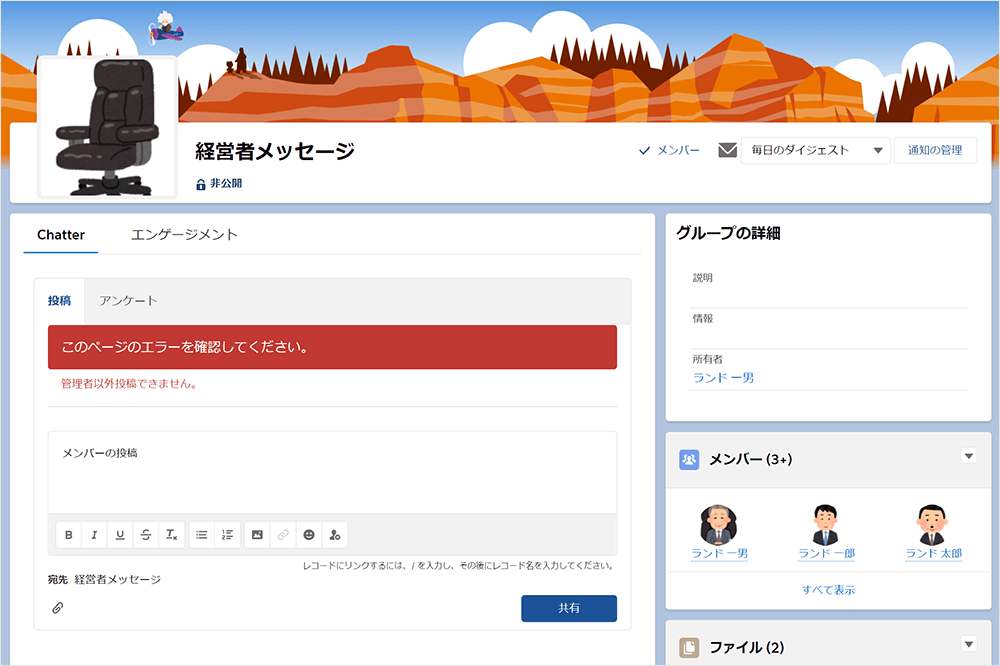 経営者メッセージ
非公開
メンバー
毎日のダイジェスト
通知の管理
Chatter
エンゲージメント
投稿
アンケート
このページのエラーを確認してください。
管理者以外投稿できません。
メンバーの投稿
B I U S Tx
レコードにリンクするには、/ を入力し、その後にレコード名を入力してください。
宛先 経営者メッセージ
共有
グループの詳細
説明
情報
所有者
ランド 一男
メンバー (3+)
ランド 一男
ランド 一郎
ランド 太郎
すべて表示
ファイル (2)